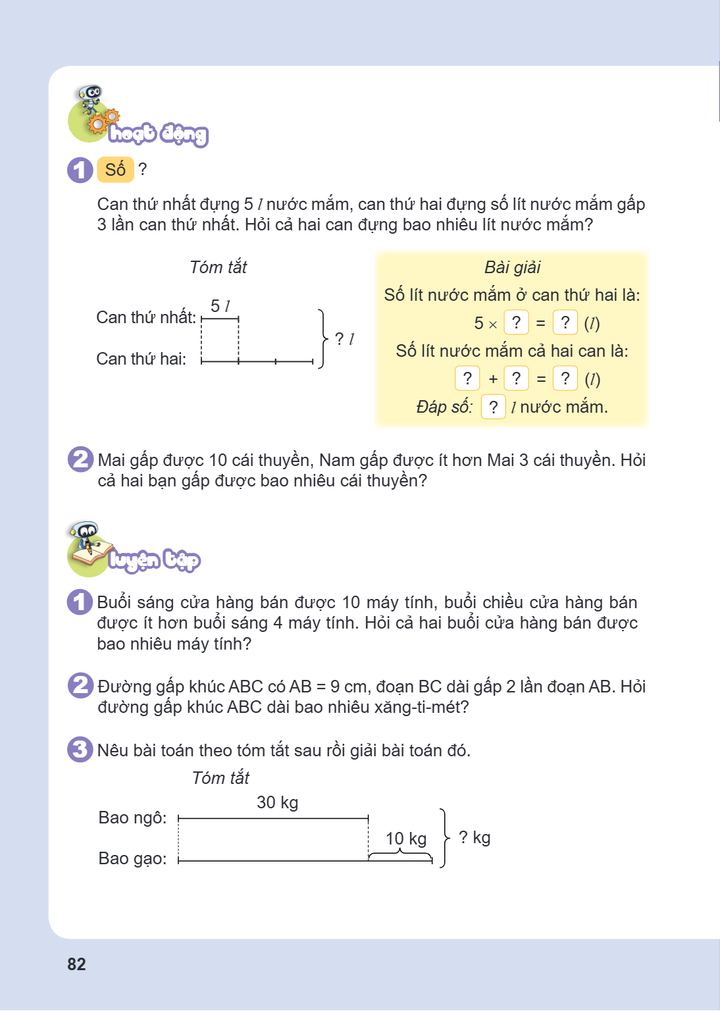 hoạt động
1 Số ?
Can thứ nhất đựng 5 l nước mắm, can thứ hai đựng số lít nước mắm gấp
3 lần can thứ nhất. Hỏi cả hai can đựng bao nhiêu lít nước mắm?
Tóm tắt
5 l
Can thứ nhất:
? l
Can thứ hai:
Bài giải
Số lít nước mắm ở can thứ hai là:
5 × ? = ? (l)
Số lít nước mắm cả hai can là:
? + ? = ? (l)
Đáp số: ? l nước mắm.
2 Mai gấp được 10 cái thuyền, Nam gấp được ít hơn Mai 3 cái thuyền. Hỏi
cả hai bạn gấp được bao nhiêu cái thuyền?
luyện tập
1 Buổi sáng cửa hàng bán được 10 máy tính, buổi chiều cửa hàng bán
được ít hơn buổi sáng 4 máy tính. Hỏi cả hai buổi cửa hàng bán được
bao nhiêu máy tính?
2 Đường gấp khúc ABC có AB = 9 cm, đoạn BC dài gấp 2 lần đoạn AB. Hỏi
đường gấp khúc ABC dài bao nhiêu xăng-ti-mét?
3 Nêu bài toán theo tóm tắt sau rồi giải bài toán đó.
Tóm tắt
30 kg
Bao ngô:
10 kg
? kg
Bao gạo:
82